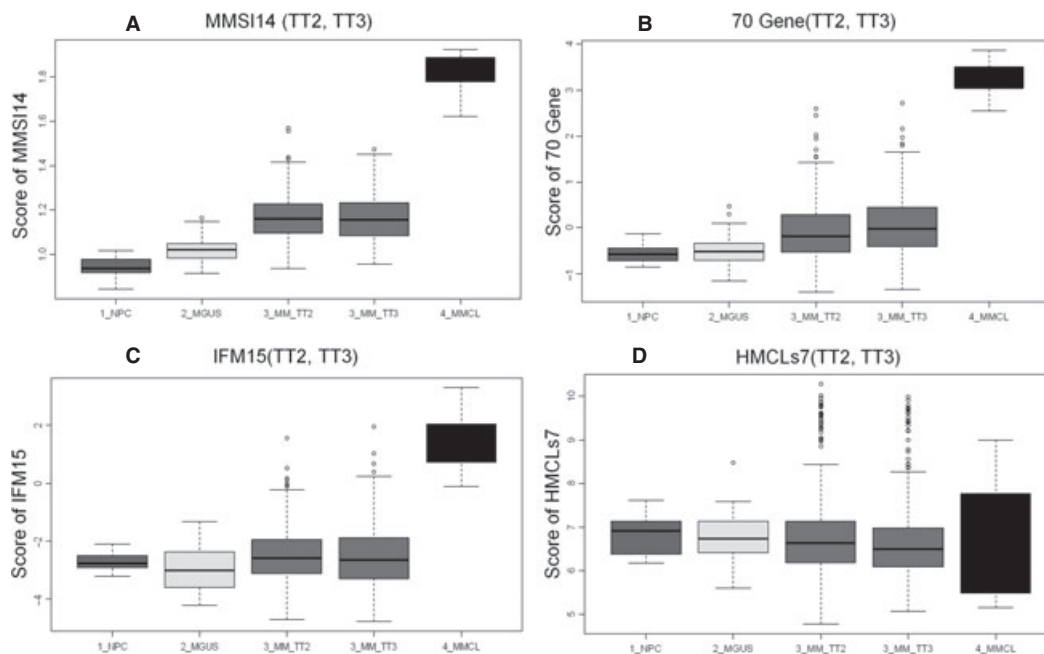 A
MMSI14 (TT2, TT3)
Score of MMSI14
1.8
1.6
1.4
1.2
1.0
1_NPC 2_MGUS 3_MM_TT2 3_MM_TT3 4_MMCL
B
70 Gene(TT2, TT3)
Score of 70 Gene
4
3
2
1
0
−1
1_NPC 2_MGUS 3_MM_TT2 3_MM_TT3 4_MMCL
C
IFM15(TT2, TT3)
Score of IFM15
2
0
−2
−4
1_NPC 2_MGUS 3_MM_TT2 3_MM_TT3 4_MMCL
D
HMCLs7(TT2, TT3)
Score of HMCLs7
10
9
8
7
6
5
1_NPC 2_MGUS 3_MM_TT2 3_MM_TT3 4_MMCL